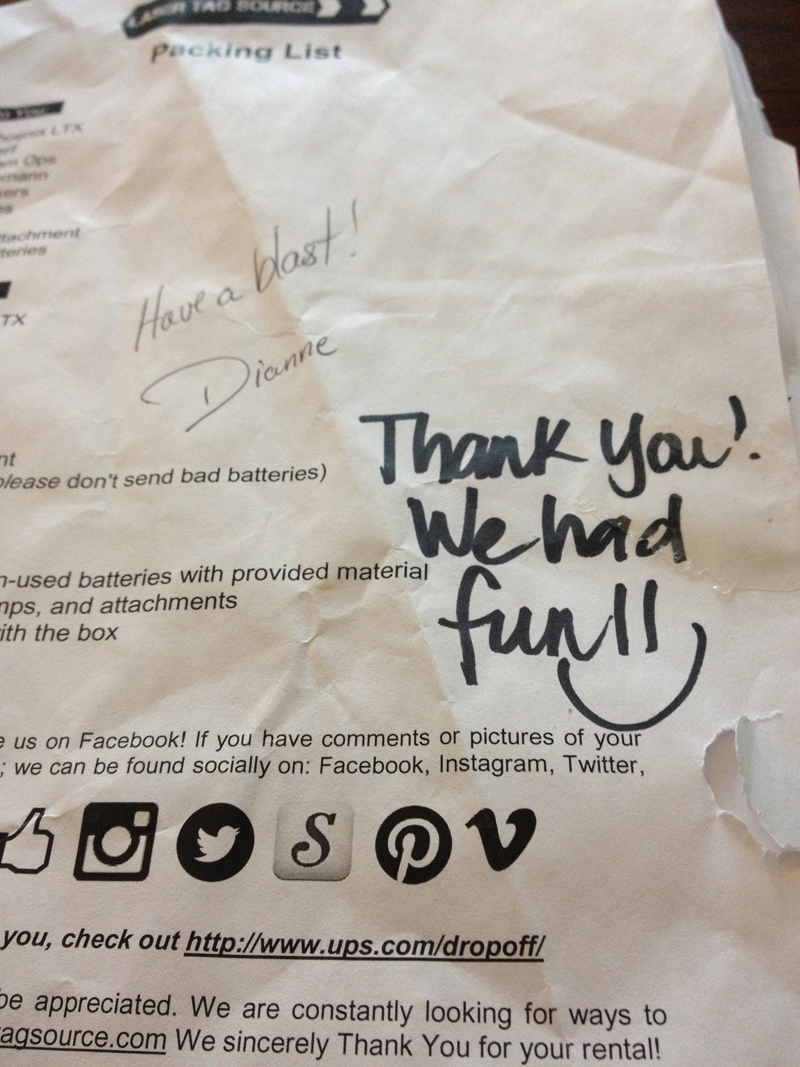 LASER TAG SOURCE
Packing List
LTX
Ops
tachment
teries
TX
Have a blast!
Dianne
Thank You!
We had
fun!!
nt
please don't send bad batteries)
n-used batteries with provided material
mps, and attachments
ith the box
e us on Facebook! If you have comments or pictures of your
; we can be found socially on: Facebook, Instagram, Twitter,
S
you, check out http://www.ups.com/dropoff/
be appreciated. We are constantly looking for ways to
agsource.com We sincerely Thank You for your rental!